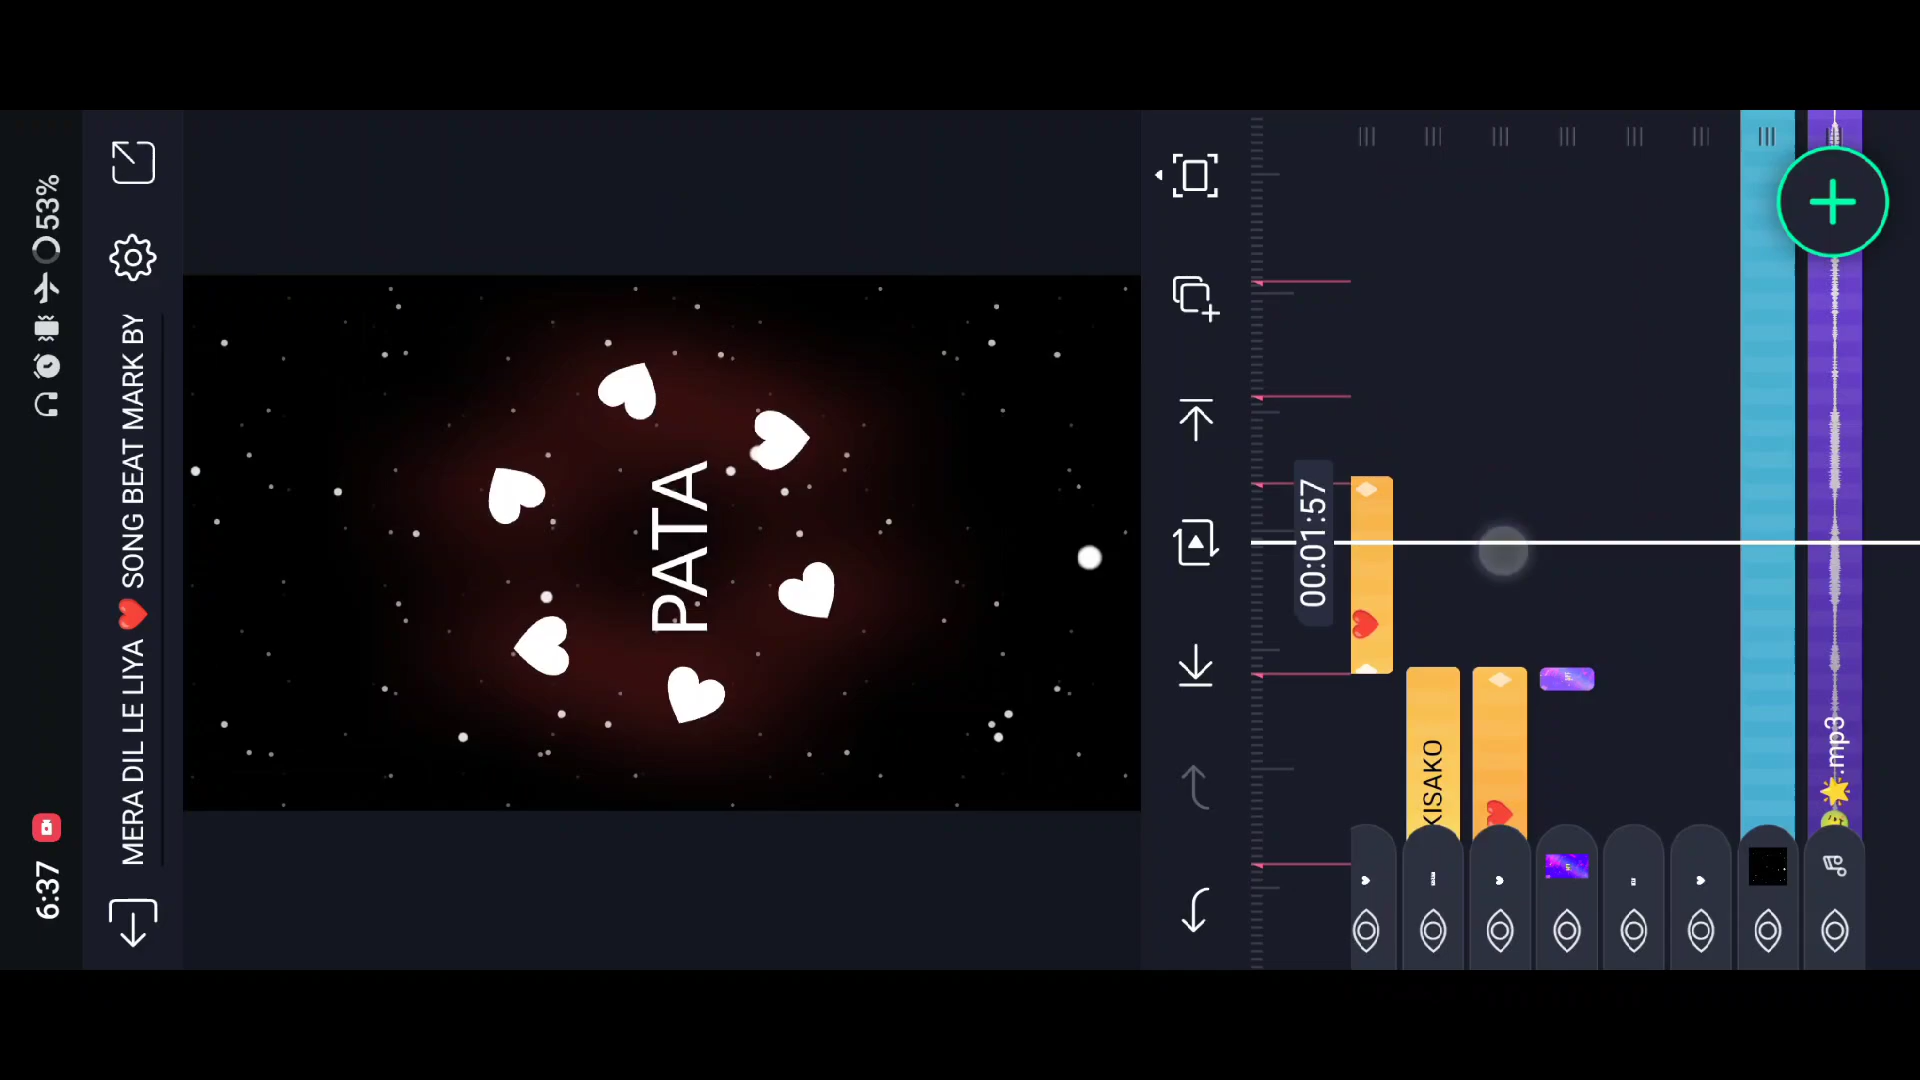 6:37
53%
MERA DIL LE LIYA ❤️ SONG BEAT MARK BY
PATA
00:01:57
KISAKO
.mp3